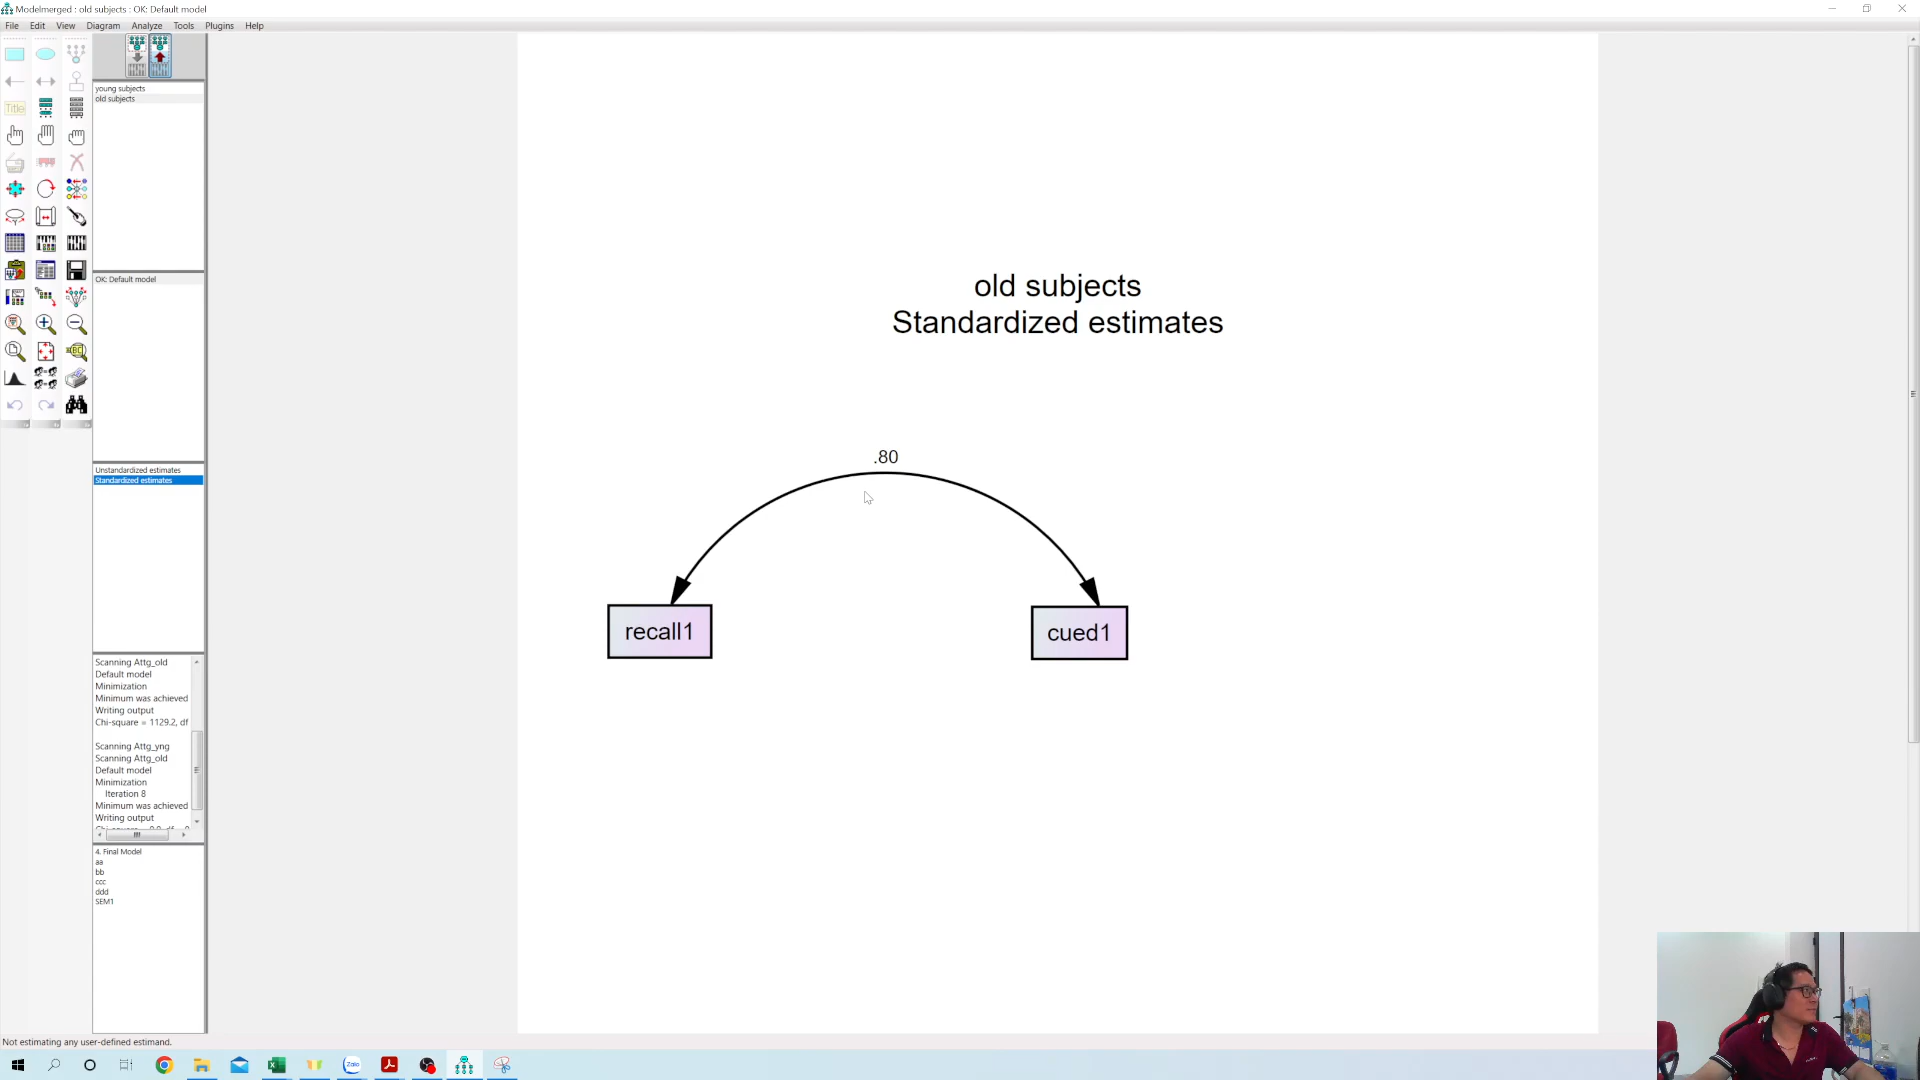 Modelmerged : old subjects : OK: Default model
File Edit View Diagram Analyze Tools Plugins Help
Title
young subjects
old subjects
OK: Default model
Unstandardized estimates
Standardized estimates
Scanning Attg_old
Default model
Minimization
Minimum was achieved
Writing output
Chi-square = 1129.2, df
Scanning Attg_yng
Scanning Attg_old
Default model
Minimization
Iteration 8
Minimum was achieved
Writing output
4. Final Model
aa
bb
ccc
ddd
SEM1
Not estimating any user-defined estimand.
old subjects
Standardized estimates
.80
recall1
cued1
Zalo